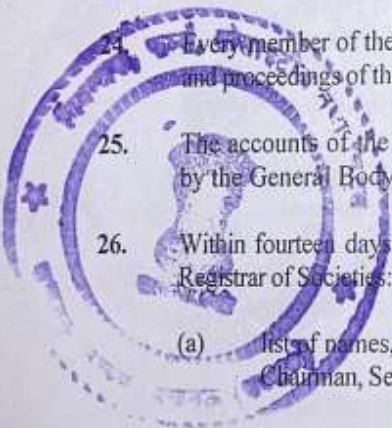 24. Every member of the
and proceedings of th
25. The accounts of the
by the General Body
26. Within fourteen days
Registrar of Societies:
(a) list of names,
Chairman, Se